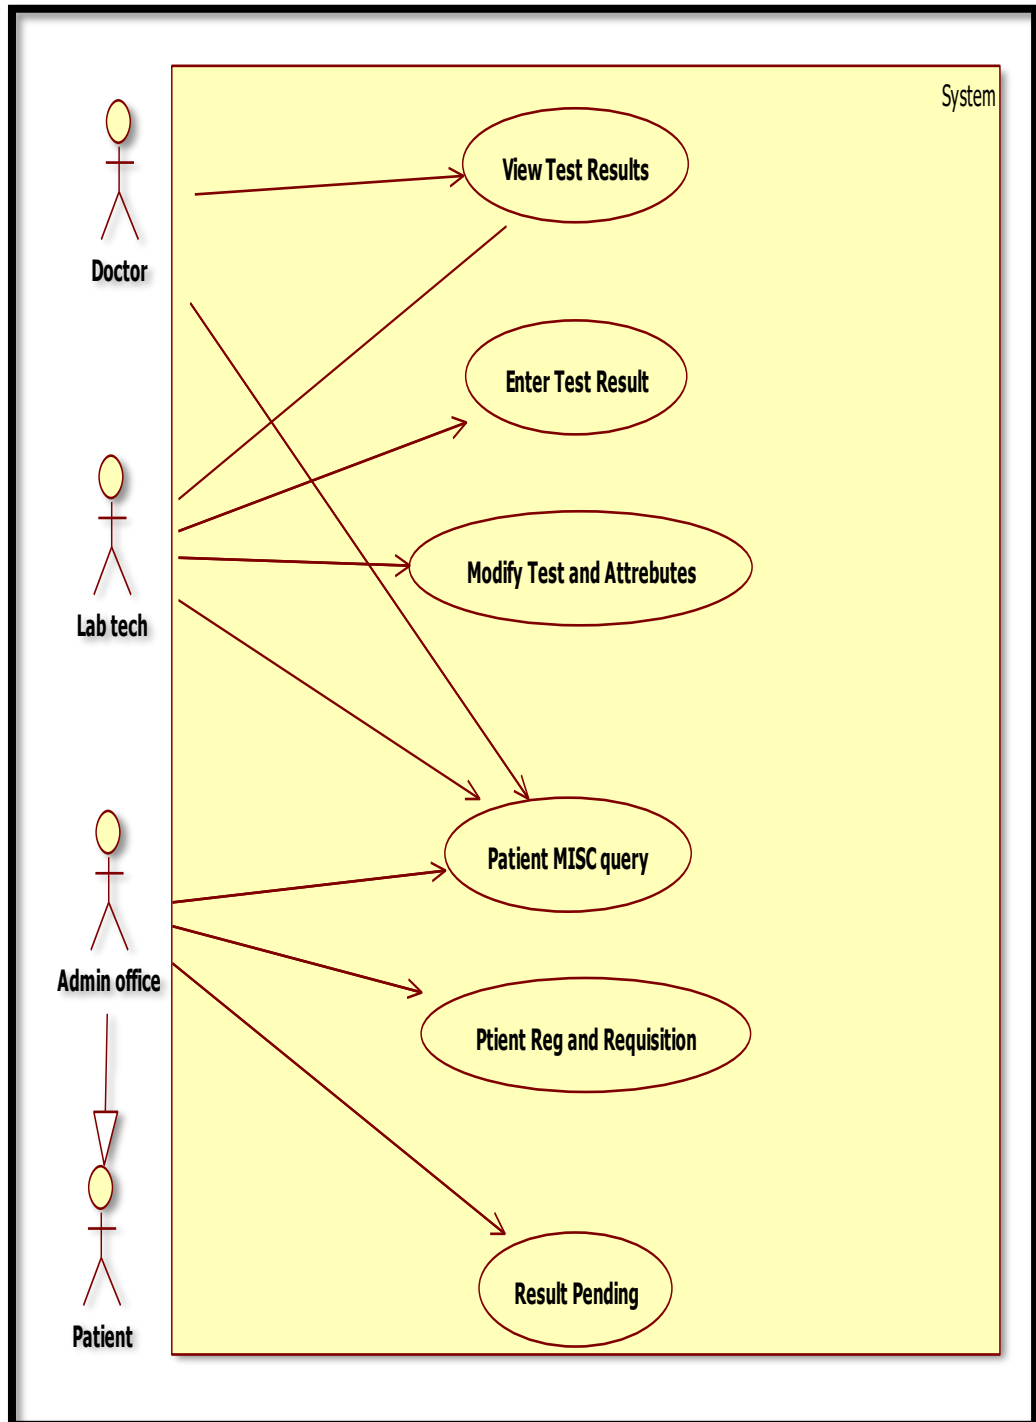 System
View Test Results
Doctor
Enter Test Result
Modify Test and Attrebutes
Lab tech
Patient MISC query
Admin office
Ptient Reg and Requisition
Result Pending
Patient